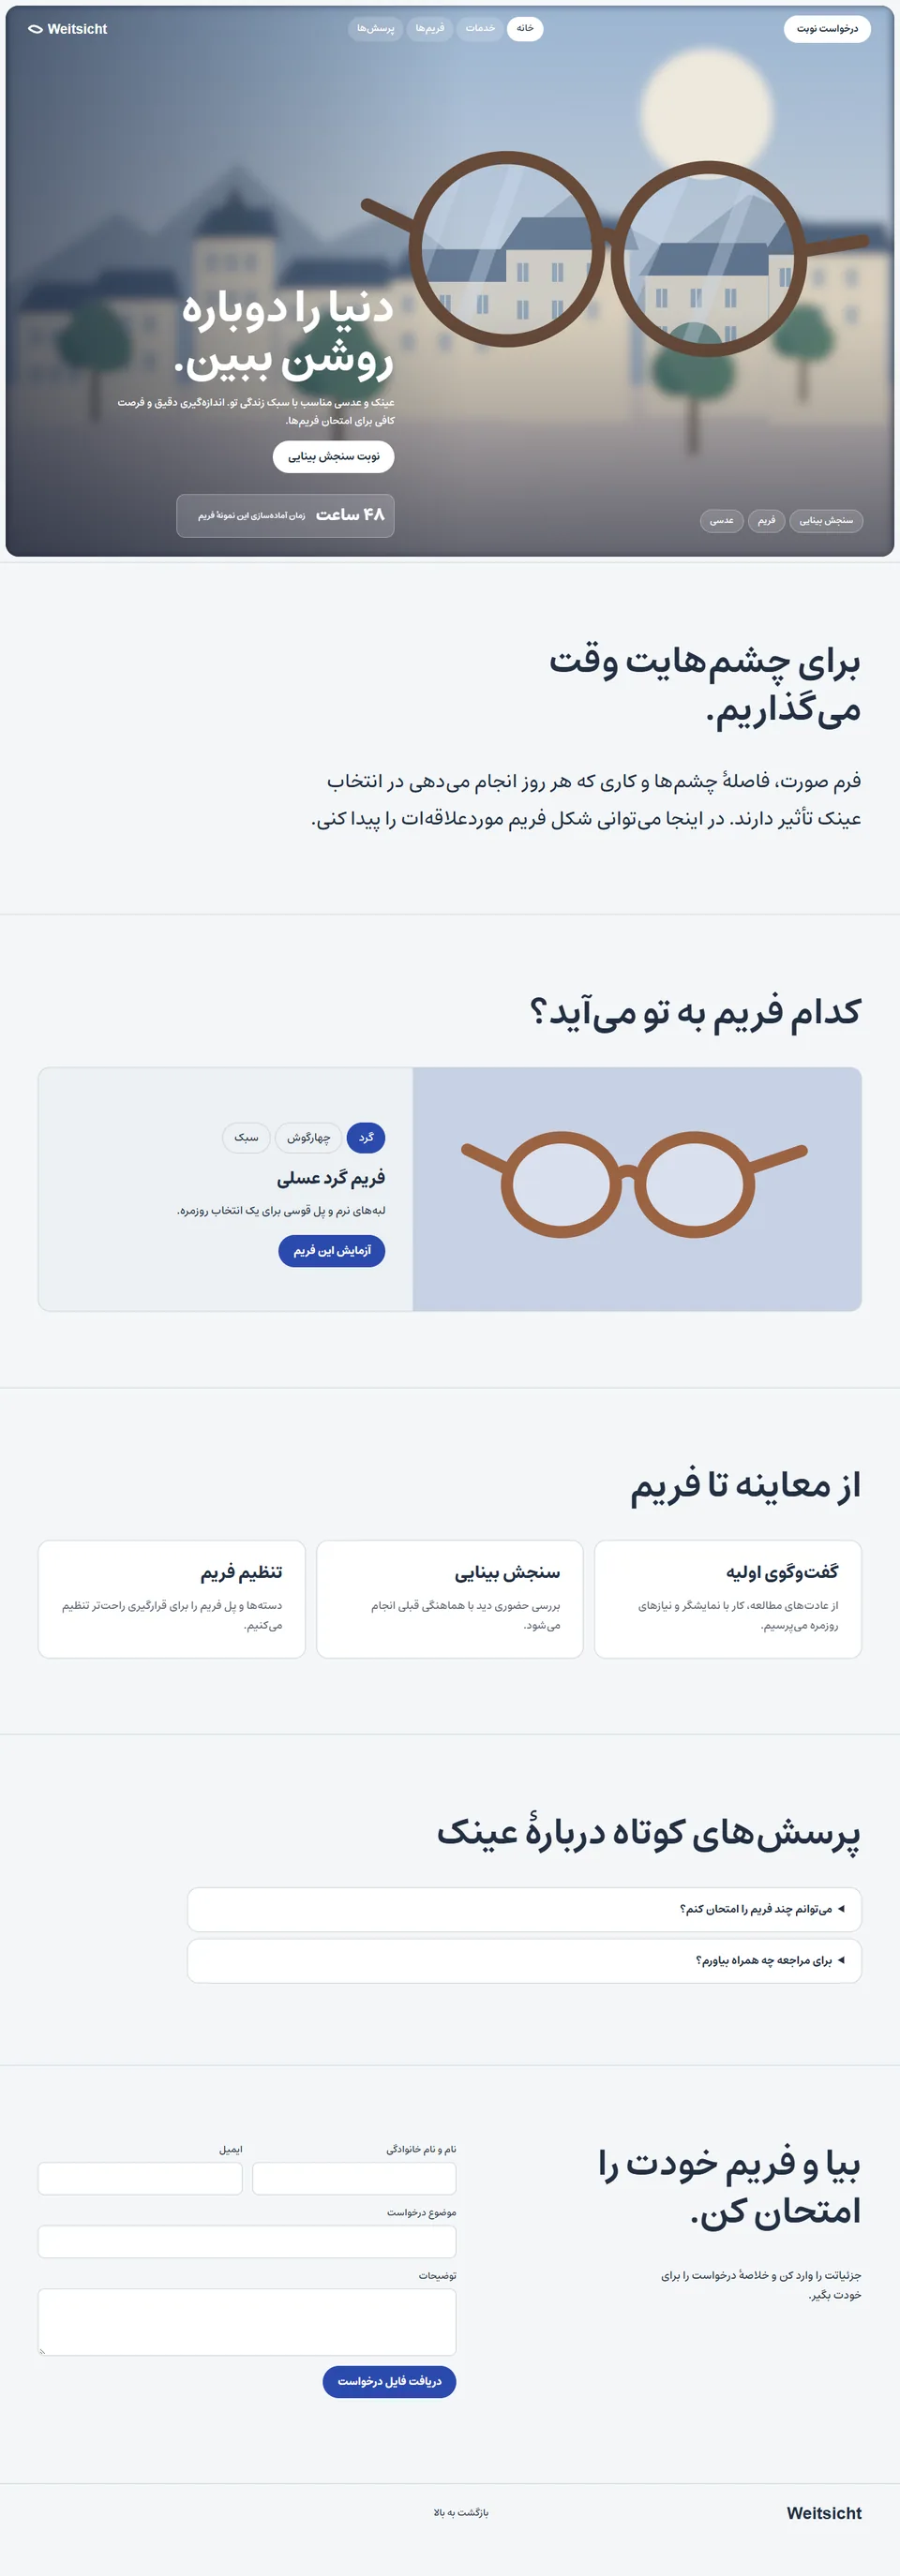 درخواست نوبت
خانه
خدمات
فریم‌ها
پرسش‌ها
Weitsicht
دنیا را دوباره
روشن ببین.
عینک و عدسی مناسب با سبک زندگی تو. اندازه‌گیری دقیق و فرصت
کافی برای امتحان فریم‌ها.
نوبت سنجش بینایی
۴۸ ساعت
زمان آماده‌سازی این نمونهٔ فریم
سنجش بینایی
فریم
عدسی
برای چشم‌هایت وقت
می‌گذاریم.
فرم صورت، فاصلهٔ چشم‌ها و کاری که هر روز انجام می‌دهی در انتخاب
عینک تأثیر دارند. در اینجا می‌توانی شکل فریم موردعلاقه‌ات را پیدا کنی.
کدام فریم به تو می‌آید؟
گرد
چهارگوش
سبک
فریم گرد عسلی
لبه‌های نرم و پل قوسی برای یک انتخاب روزمره.
آزمایش این فریم
از معاینه تا فریم
گفت‌وگوی اولیه
از عادت‌های مطالعه، کار با نمایشگر و نیازهای
روزمره می‌پرسیم.
سنجش بینایی
بررسی حضوری دید با هماهنگی قبلی انجام
می‌شود.
تنظیم فریم
دسته‌ها و پل فریم را برای قرارگیری راحت‌تر تنظیم
می‌کنیم.
پرسش‌های کوتاه دربارهٔ عینک
می‌توانم چند فریم را امتحان کنم؟
برای مراجعه چه همراه بیاورم؟
بیا و فریم خودت را
امتحان کن.
جزئیاتت را وارد کن و خلاصهٔ درخواست را برای
خودت بگیر.
نام و نام خانوادگی
ایمیل
موضوع درخواست
توضیحات
دریافت فایل درخواست
Weitsicht
بازگشت به بالا